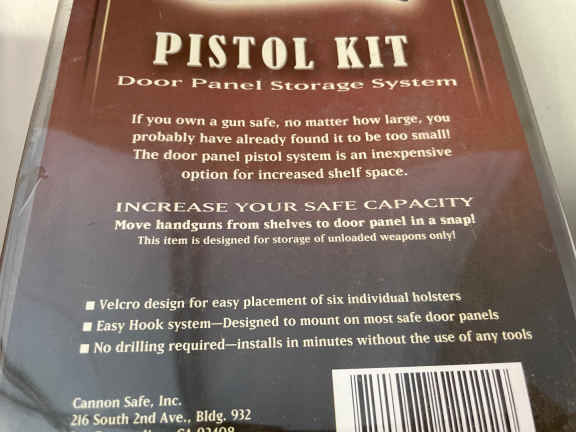 PISTOL KIT
Door Panel Storage System
If you own a gun safe, no matter how large, you
probably have already found it to be too small!
The door panel pistol system is an inexpensive
option for increased shelf space.
INCREASE YOUR SAFE CAPACITY
Move handguns from shelves to door panel in a snap!
This item is designed for storage of unloaded weapons only!
■ Velcro design for easy placement of six individual holsters
■ Easy Hook system—Designed to mount on most safe door panels
■ No drilling required—installs in minutes without the use of any tools
Cannon Safe, Inc.
216 South 2nd Ave., Bldg. 932